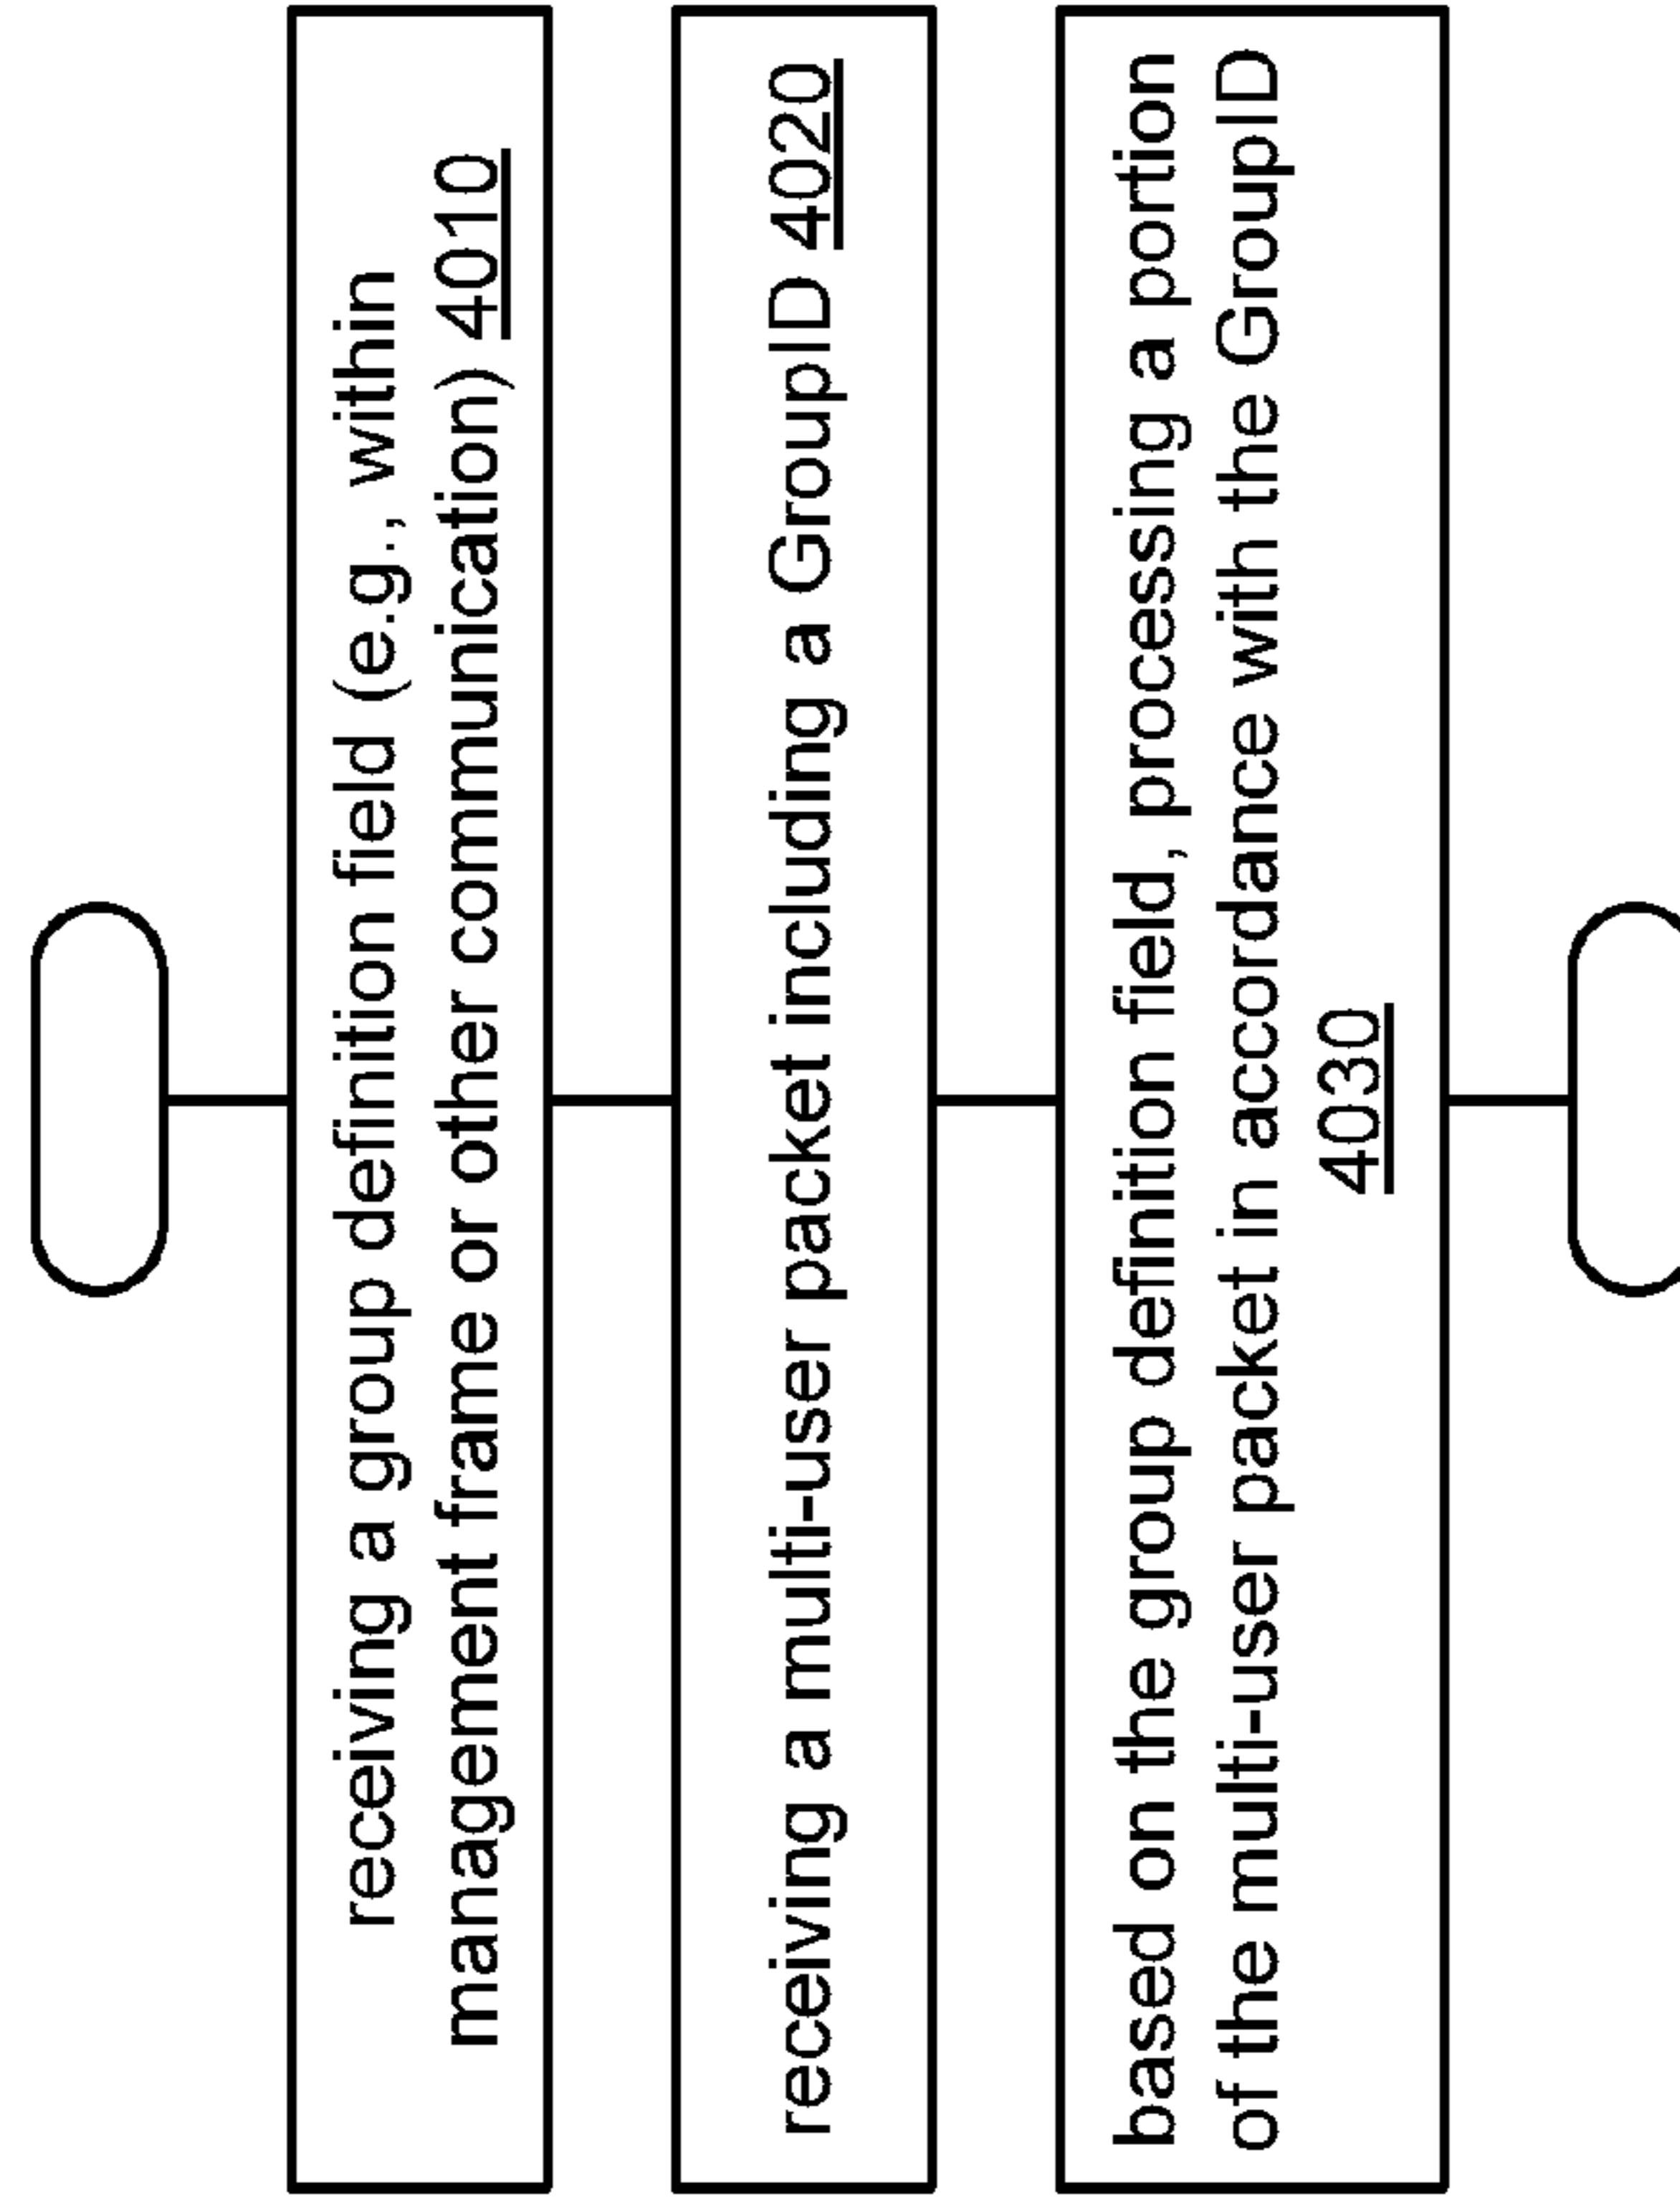 receiving a group definition field (e.g., within
management frame or other communication) 4010
receiving a multi-user packet including a GroupID 4020
based on the group definition field, processing a portion
of the multi-user packet in accordance with the GroupID
4030